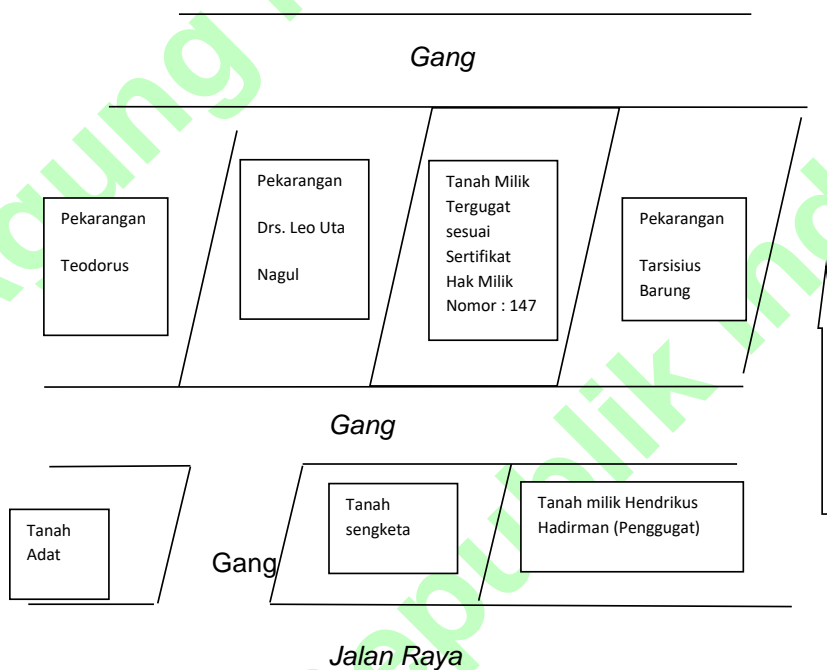 Gang
Pekarangan
Teodorus
Pekarangan
Drs. Leo Uta
Nagul
Tanah Milik
Tergugat
sesuai
Sertifikat
Hak Milik
Nomor : 147
Pekarangan
Tarsisius
Barung
Gang
Tanah
Adat
Gang
Tanah
sengketa
Tanah milik Hendrikus
Hadirman (Penggugat)
Jalan Raya